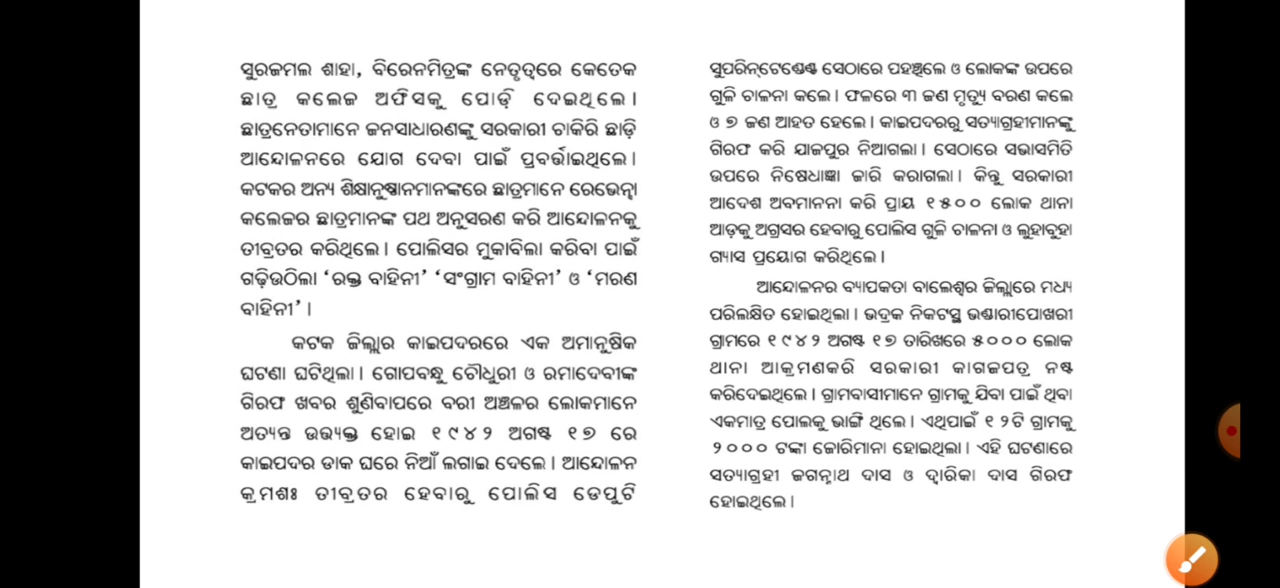 ସୁରଜମଲ ଶାହା, ବିରେନମିତ୍ରଙ୍କ ନେତୃତ୍ୱରେ କେତେକ
ଛାତ୍ର କଲେଜ ଅଫିସକୁ ପୋଡ଼ି ଦେଇଥିଲେ।
ଛାତ୍ରନେତାମାନେ ଜନସାଧାରଣଙ୍କୁ ସରକାରୀ ଚାକିରି ଛାଡ଼ି
ଆନ୍ଦୋଳନରେ ଯୋଗ ଦେବା ପାଇଁ ପ୍ରବର୍ତ୍ତାଇଥିଲେ।
କଟକର ଅନ୍ୟ ଶିକ୍ଷାନୁଷ୍ଠାନମାନଙ୍କରେ ଛାତ୍ରମାନେ ରେଭେନ୍ସା
କଲେଜର ଛାତ୍ରମାନଙ୍କ ପଥ ଅନୁସରଣ କରି ଆନ୍ଦୋଳନକୁ
ତୀବ୍ରତର କରିଥିଲେ। ପୋଲିସର ମୁକାବିଲା କରିବା ପାଇଁ
ଗଢ଼ିଉଠିଲା ‘ରକ୍ତ ବାହିନୀ’ ‘ସଂଗ୍ରାମ ବାହିନୀ’ ଓ ‘ମରଣ
ବାହିନୀ’।
କଟକ ଜିଲ୍ଲାର କାଇପଦରରେ ଏକ ଅମାନୁଷିକ
ଘଟଣା ଘଟିଥିଲା। ଗୋପବନ୍ଧୁ ଚୌଧୁରୀ ଓ ରମାଦେବୀଙ୍କ
ଗିରଫ ଖବର ଶୁଣିବାପରେ ବରୀ ଅଞ୍ଚଳର ଲୋକମାନେ
ଅତ୍ୟନ୍ତ ଉତ୍ତ୍ୟକ୍ତ ହୋଇ ୧୯୪୨ ଅଗଷ୍ଟ ୧୭ ରେ
କାଇପଦର ଡାକ ଘରେ ନିଆଁ ଲଗାଇ ଦେଲେ। ଆନ୍ଦୋଳନ
କ୍ରମଶଃ ତୀବ୍ରତର ହେବାରୁ ପୋଲିସ ଡେପୁଟି
ସୁପରିନ୍‌ଟେଣ୍ଡେଣ୍ଟ ସେଠାରେ ପହଞ୍ଚିଲେ ଓ ଲୋକଙ୍କ ଉପରେ
ଗୁଳି ଚାଳନା କଲେ। ଫଳରେ ୩ ଜଣ ମୃତ୍ୟୁ ବରଣ କଲେ
ଓ ୭ ଜଣ ଆହତ ହେଲେ। କାଇପଦରରୁ ସତ୍ୟାଗ୍ରହୀମାନଙ୍କୁ
ଗିରଫ କରି ଯାଜପୁର ନିଆଗଲା। ସେଠାରେ ସଭାସମିତି
ଉପରେ ନିଷେଧାଜ୍ଞା ଜାରି କରାଗଲା। କିନ୍ତୁ ସରକାରୀ
ଆଦେଶ ଅବମାନନା କରି ପ୍ରାୟ ୧୫୦୦ ଲୋକ ଥାନା
ଆଡ଼କୁ ଅଗ୍ରସର ହେବାରୁ ପୋଲିସ ଗୁଳି ଚାଳନା ଓ ଲୁହାବୁହା
ଗ୍ୟାସ ପ୍ରୟୋଗ କରିଥିଲେ।
ଆନ୍ଦୋଳନର ବ୍ୟାପକତା ବାଲେଶ୍ୱର ଜିଲ୍ଲାରେ ମଧ୍ୟ
ପରିଲକ୍ଷିତ ହୋଇଥିଲା। ଭଦ୍ରକ ନିକଟସ୍ଥ ଭଣ୍ଡାରୀପୋଖରୀ
ଗ୍ରାମରେ ୧୯୪୨ ଅଗଷ୍ଟ ୧୭ ତାରିଖରେ ୫୦୦୦ ଲୋକ
ଥାନା ଆକ୍ରମଣକରି ସରକାରୀ କାଗଜପତ୍ର ନଷ୍ଟ
କରିଦେଇଥିଲେ। ଗ୍ରାମବାସୀମାନେ ଗ୍ରାମକୁ ଯିବା ପାଇଁ ଥିବା
ଏକମାତ୍ର ପୋଲକୁ ଭାଙ୍ଗି ଥିଲେ। ଏଥିପାଇଁ ୧୨ଟି ଗ୍ରାମକୁ
୨୦୦୦ ଟଙ୍କା ଜୋରିମାନା ହୋଇଥିଲା। ଏହି ଘଟଣାରେ
ସତ୍ୟାଗ୍ରହୀ ଜଗନ୍ନାଥ ଦାସ ଓ ଦ୍ୱାରିକା ଦାସ ଗିରଫ
ହୋଇଥିଲେ।